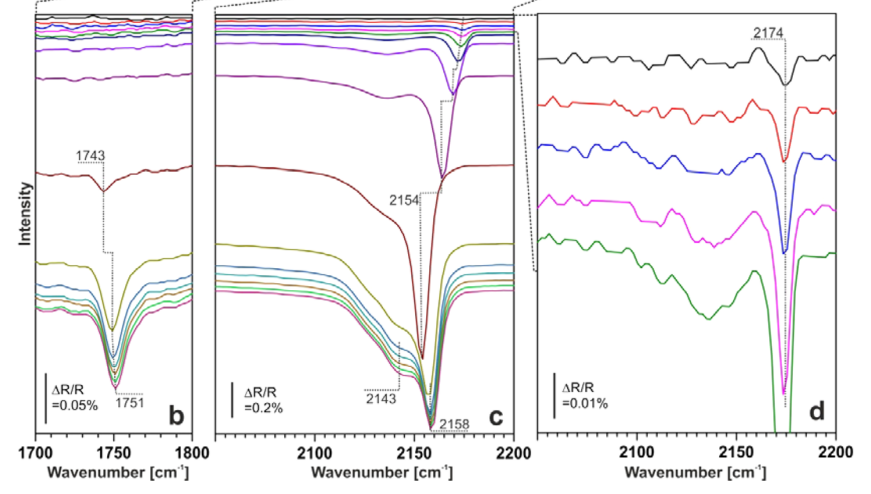 Intensity
1743
1751
ΔR/R
=0.05%
b
1700 1750 1800
Wavenumber [cm⁻¹]
2154
2143
2158
ΔR/R
=0.2%
c
2100 2150 2200
Wavenumber [cm⁻¹]
2174
ΔR/R
=0.01%
d
2100 2150 2200
Wavenumber [cm⁻¹]